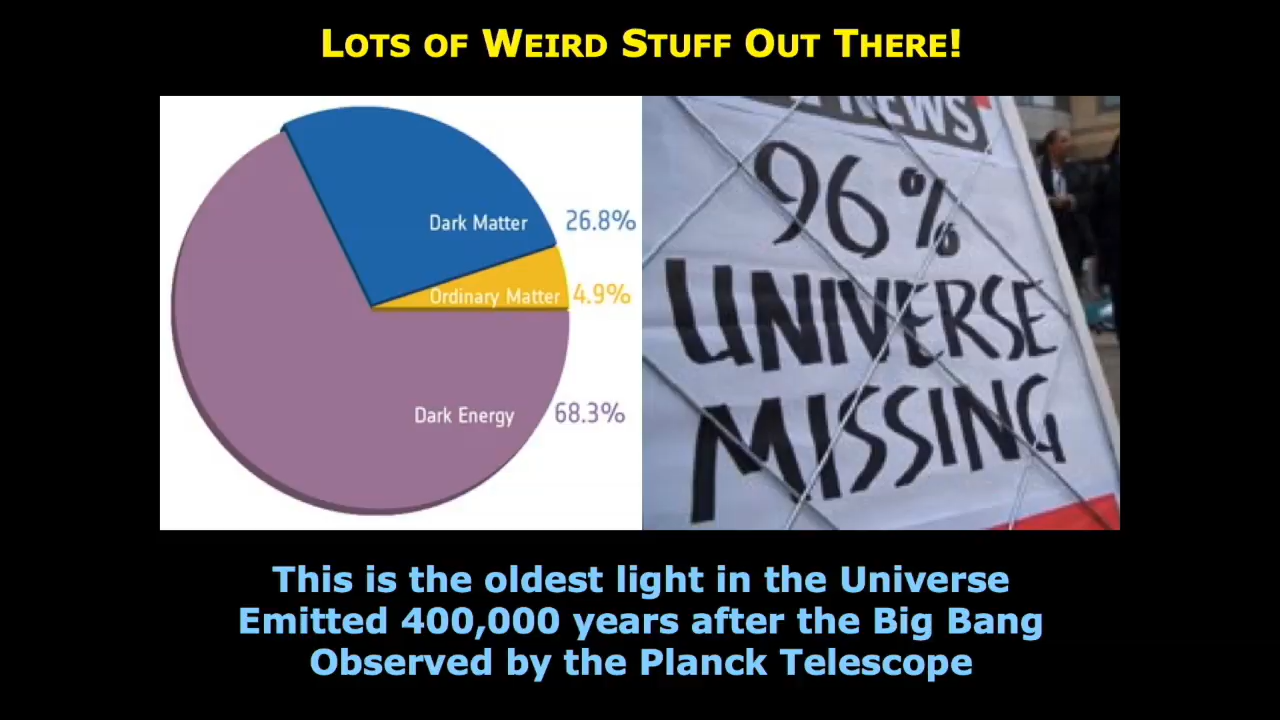 LOTS OF WEIRD STUFF OUT THERE!
Dark Matter 26.8%
Ordinary Matter 4.9%
Dark Energy 68.3%
NEWS
96%
UNIVERSE
MISSING
This is the oldest light in the Universe
Emitted 400,000 years after the Big Bang
Observed by the Planck Telescope